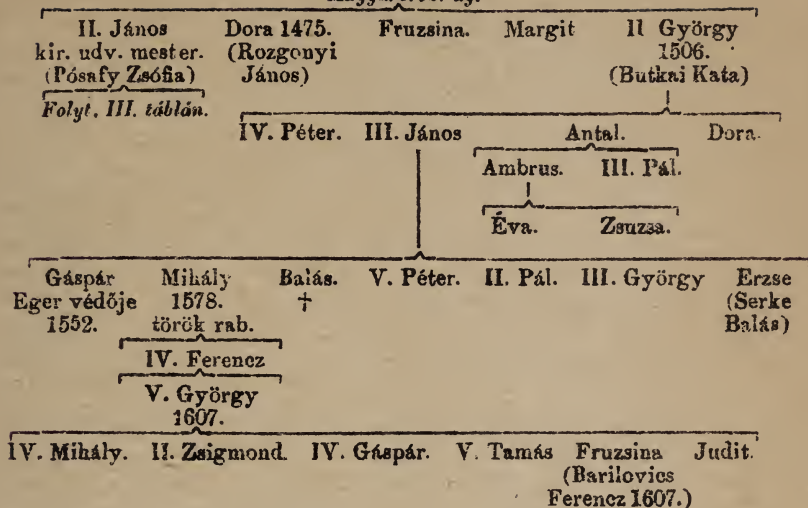 II. János Dora 1475. Fruzsina. Margit II György
kir. udv. mester. (Rozgonyi 1506.
(Pósafy Zsófia) János) (Butkai Kata)
Folyt. III. táblán.
IV. Péter. III. János Antal. Dora.
Ambrus. III. Pál.
Éva. Zsuzsa.
Gáspár Mihály Balás. V. Péter. II. Pál. III. György Erzse
Eger védője 1578. † (Serke
1552. török rab. Balás)
IV. Ferencz
V. György
1607.
IV. Mihály. II. Zsigmond. IV. Gáspár. V. Tamás Fruzsina Judit.
(Barilovics
Ferencz 1607.)